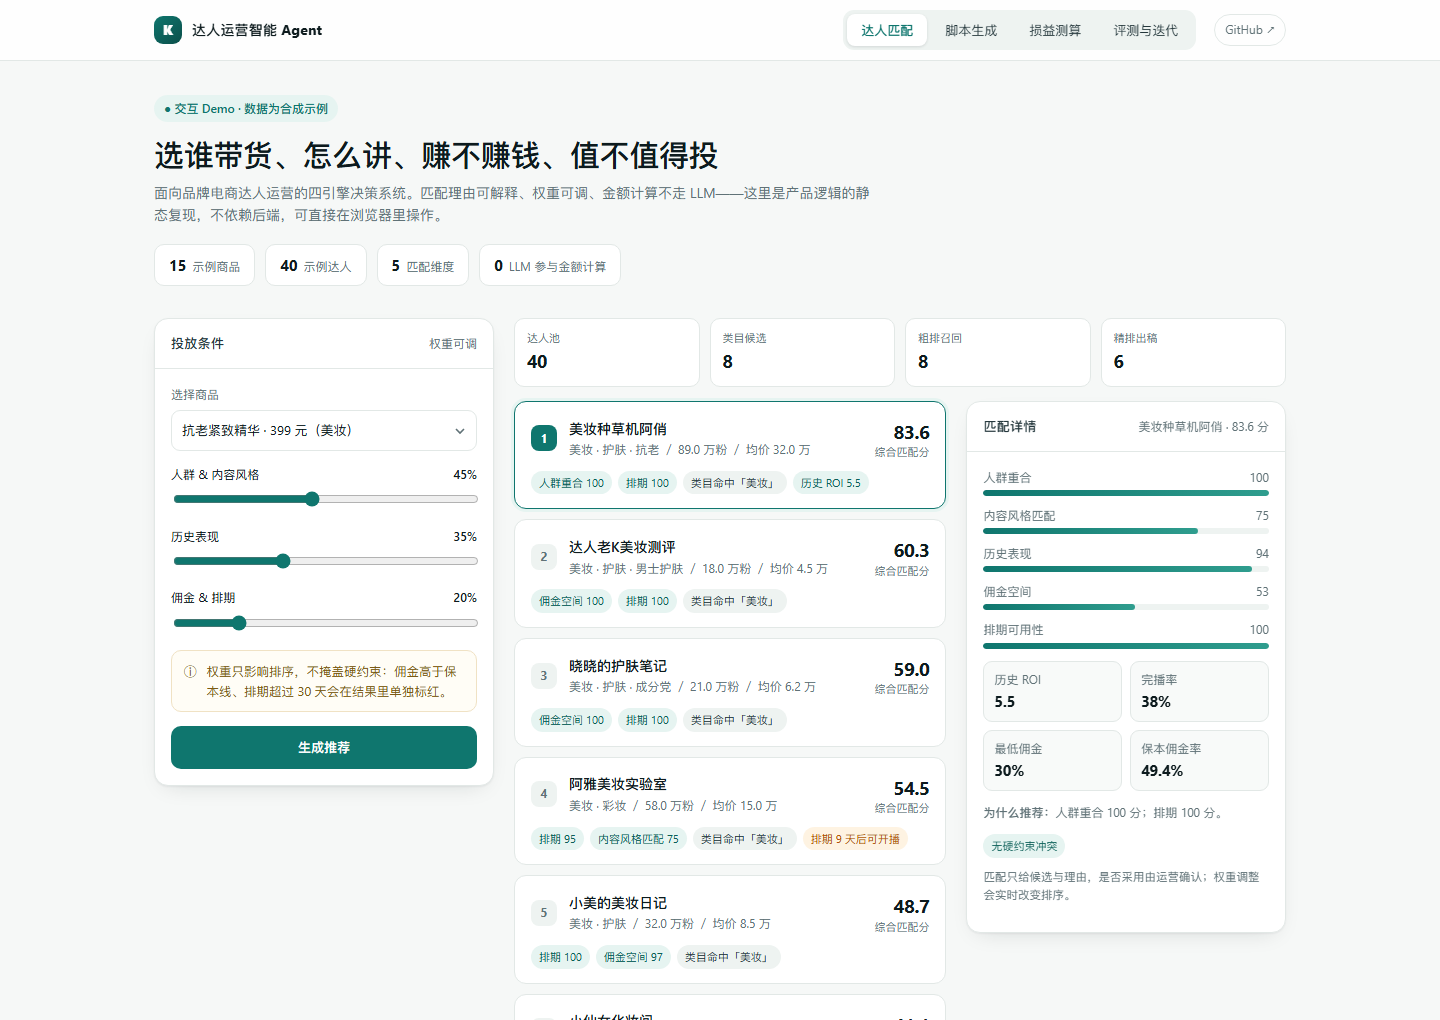 K 达人运营智能 Agent
达人匹配 脚本生成 损益测算 评测与迭代 GitHub ↗
● 交互 Demo · 数据为合成示例
选谁带货、怎么讲、赚不赚钱、值不值得投
面向品牌电商达人运营的四引擎决策系统。匹配理由可解释、权重可调、金额计算不走 LLM——这里是产品逻辑的静
态复现，不依赖后端，可直接在浏览器里操作。
15 示例商品
40 示例达人
5 匹配维度
0 LLM 参与金额计算
投放条件 权重可调
选择商品
抗老紧致精华 · 399 元（美妆）
人群 & 内容风格 45%
历史表现 35%
佣金 & 排期 20%
ⓘ 权重只影响排序，不掩盖硬约束：佣金高于保
本线、排期超过 30 天会在结果里单独标红。
生成推荐
达人池
40
类目候选
8
粗排召回
8
精排出稿
6
1 美妆种草机阿俏 83.6
美妆 · 护肤 · 抗老 / 89.0 万粉 / 均价 32.0 万 综合匹配分
人群重合 100 排期 100 类目命中「美妆」 历史 ROI 5.5
2 达人老K美妆测评 60.3
美妆 · 护肤 · 男士护肤 / 18.0 万粉 / 均价 4.5 万 综合匹配分
佣金空间 100 排期 100 类目命中「美妆」
3 晓晓的护肤笔记 59.0
美妆 · 护肤 · 成分党 / 21.0 万粉 / 均价 6.2 万 综合匹配分
佣金空间 100 排期 100 类目命中「美妆」
4 阿雅美妆实验室 54.5
美妆 · 彩妆 / 58.0 万粉 / 均价 15.0 万 综合匹配分
排期 95 内容风格匹配 75 类目命中「美妆」 排期 9 天后可开播
5 小美的美妆日记 48.7
美妆 · 护肤 / 32.0 万粉 / 均价 8.5 万 综合匹配分
排期 100 佣金空间 97 类目命中「美妆」
匹配详情 美妆种草机阿俏 · 83.6 分
人群重合 100
内容风格匹配 75
历史表现 94
佣金空间 53
排期可用性 100
历史 ROI
5.5
完播率
38%
最低佣金
30%
保本佣金率
49.4%
为什么推荐：人群重合 100 分；排期 100 分。
无硬约束冲突
匹配只给候选与理由，是否采用由运营确认；权重调整
会实时改变排序。